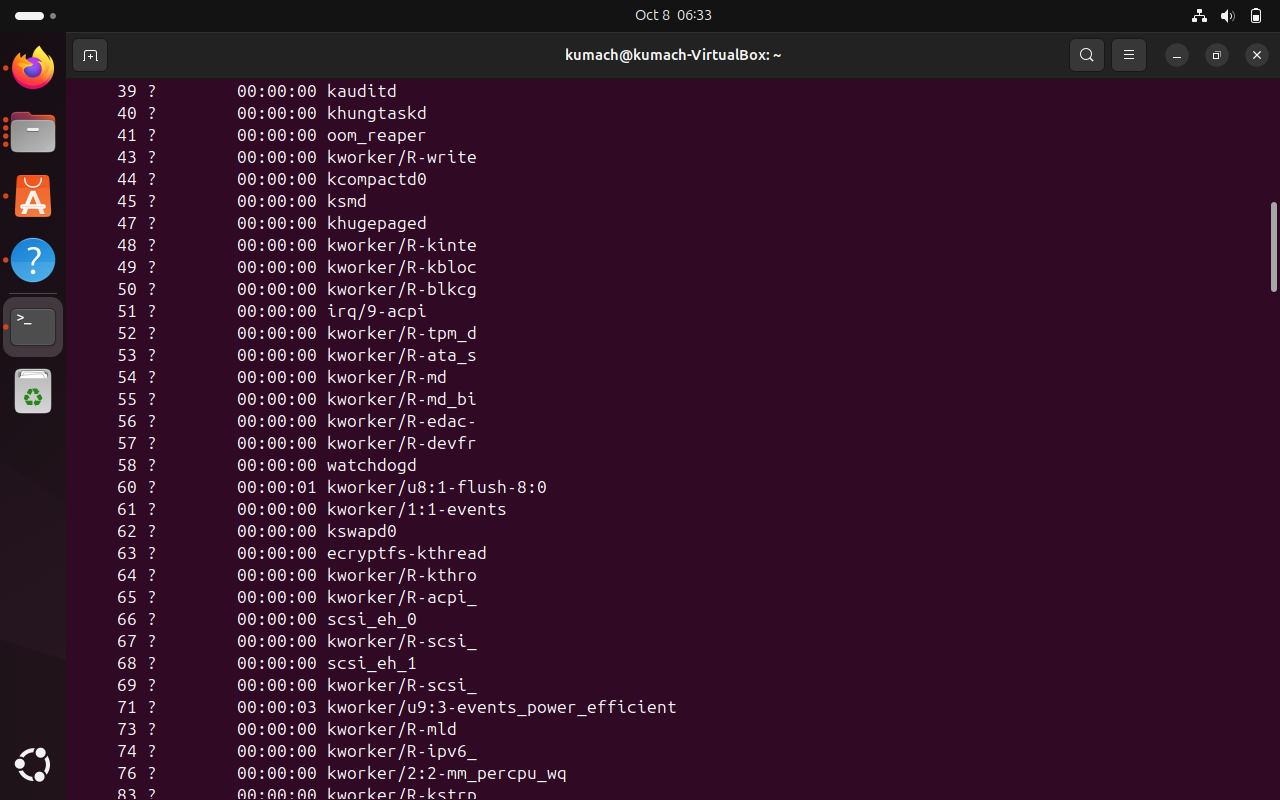 Oct 8 06:33
kumach@kumach-VirtualBox: ~
39 ? 00:00:00 kauditd
40 ? 00:00:00 khungtaskd
41 ? 00:00:00 oom_reaper
43 ? 00:00:00 kworker/R-write
44 ? 00:00:00 kcompactd0
45 ? 00:00:00 ksmd
47 ? 00:00:00 khugepaged
48 ? 00:00:00 kworker/R-kinte
49 ? 00:00:00 kworker/R-kbloc
50 ? 00:00:00 kworker/R-blkcg
51 ? 00:00:00 irq/9-acpi
52 ? 00:00:00 kworker/R-tpm_d
53 ? 00:00:00 kworker/R-ata_s
54 ? 00:00:00 kworker/R-md
55 ? 00:00:00 kworker/R-md_bi
56 ? 00:00:00 kworker/R-edac-
57 ? 00:00:00 kworker/R-devfr
58 ? 00:00:00 watchdogd
60 ? 00:00:01 kworker/u8:1-flush-8:0
61 ? 00:00:00 kworker/1:1-events
62 ? 00:00:00 kswapd0
63 ? 00:00:00 ecryptfs-kthread
64 ? 00:00:00 kworker/R-kthro
65 ? 00:00:00 kworker/R-acpi_
66 ? 00:00:00 scsi_eh_0
67 ? 00:00:00 kworker/R-scsi_
68 ? 00:00:00 scsi_eh_1
69 ? 00:00:00 kworker/R-scsi_
71 ? 00:00:03 kworker/u9:3-events_power_efficient
73 ? 00:00:00 kworker/R-mld
74 ? 00:00:00 kworker/R-ipv6_
76 ? 00:00:00 kworker/2:2-mm_percpu_wq
83 ? 00:00:00 kworker/R-kstrp